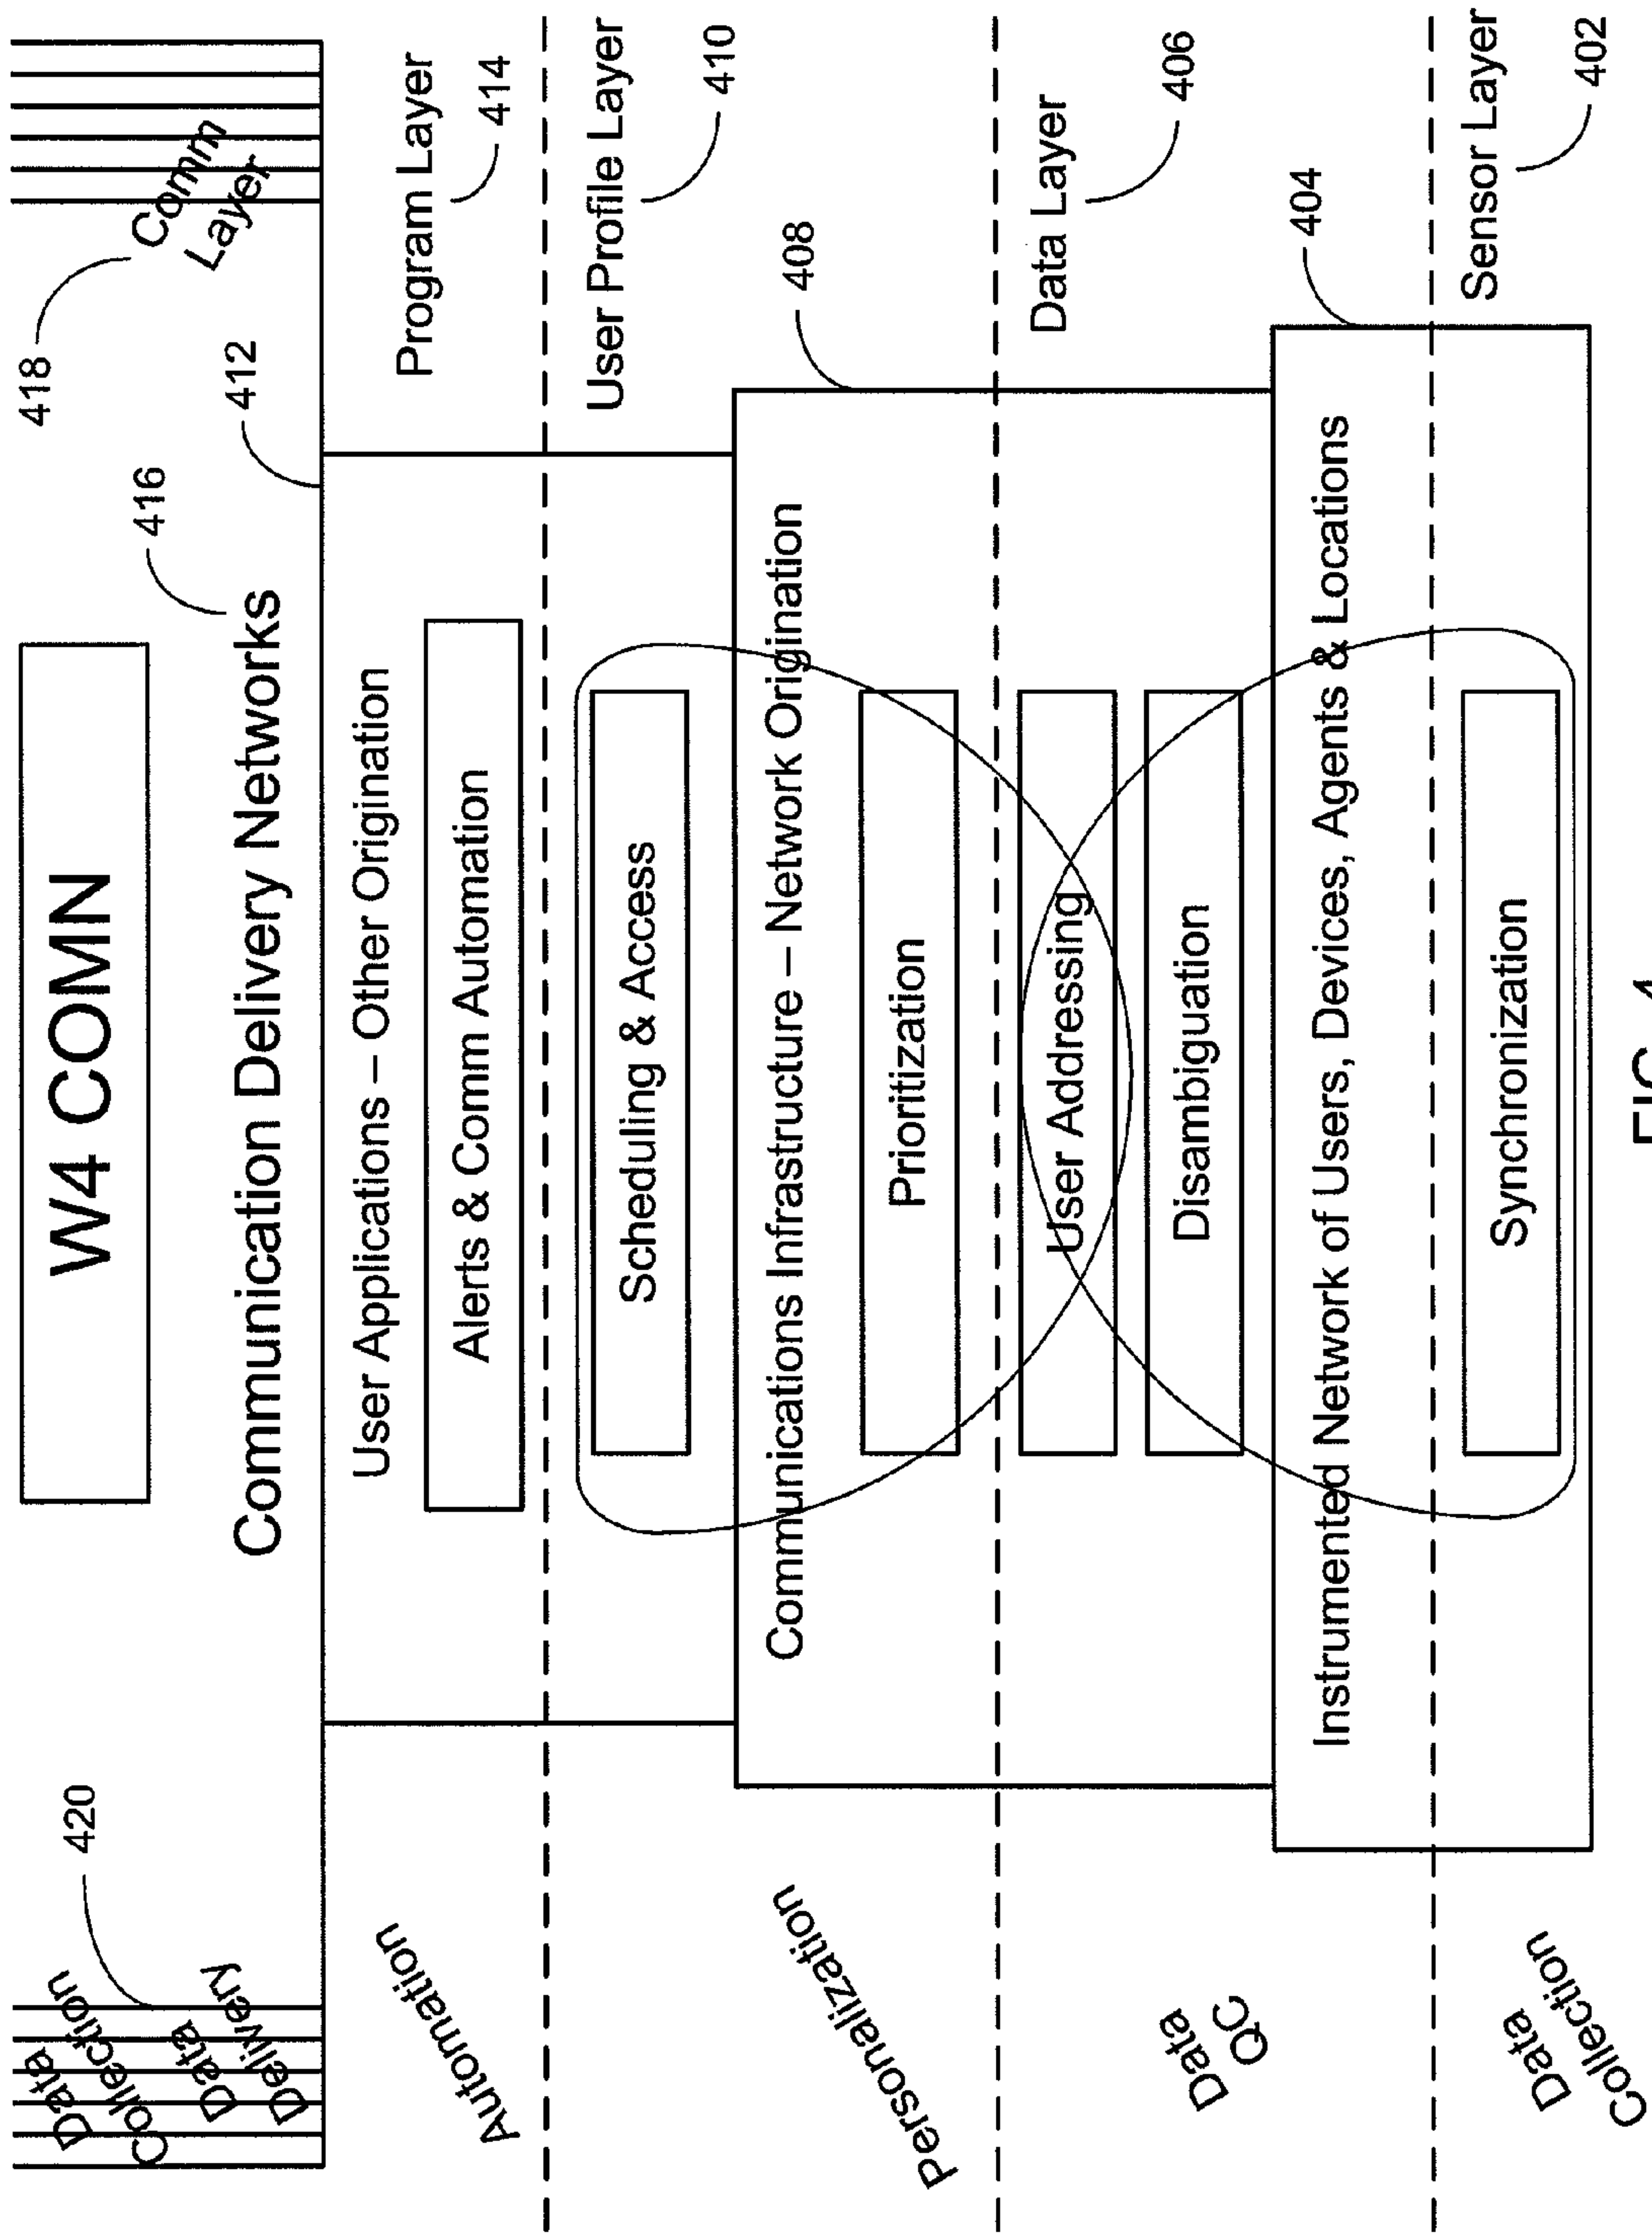 W4 COMN
418
Comm
Layer
416
412
Communication Delivery Networks
420
Data
Collection
Data
Delivery
User Applications – Other Origination
Program Layer
414
Alerts & Comm Automation
Automation
User Profile Layer
410
Scheduling & Access
Communications Infrastructure – Network Origination
408
Personalization
Prioritization
Data Layer
406
User Addressing
Disambiguation
Data
QC
404
Instrumented Network of Users, Devices, Agents & Locations
Sensor Layer
402
Synchronization
Data
Collection